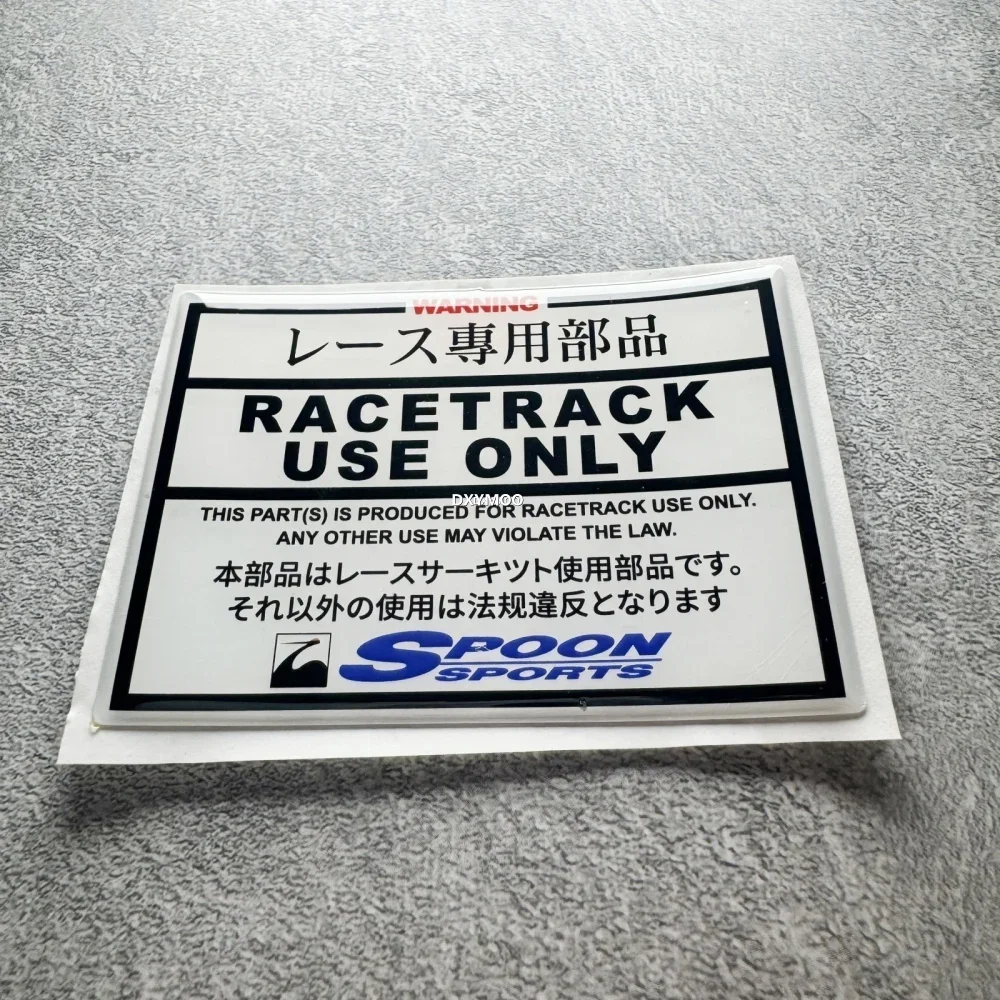 WARNING
レース專用部品
RACETRACK
USE ONLY
DXYMOO
THIS PART(S) IS PRODUCED FOR RACETRACK USE ONLY.
ANY OTHER USE MAY VIOLATE THE LAW.
本部品はレースサーキツト使用部品です。
それ以外の使用は法规違反となります
SPOON
SPORTS